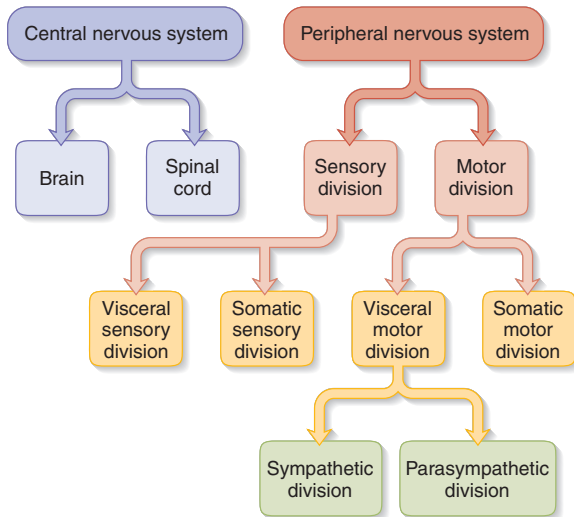 Central nervous system
Peripheral nervous system
Brain
Spinal
cord
Sensory
division
Motor
division
Visceral
sensory
division
Somatic
sensory
division
Visceral
motor
division
Somatic
motor
division
Sympathetic
division
Parasympathetic
division